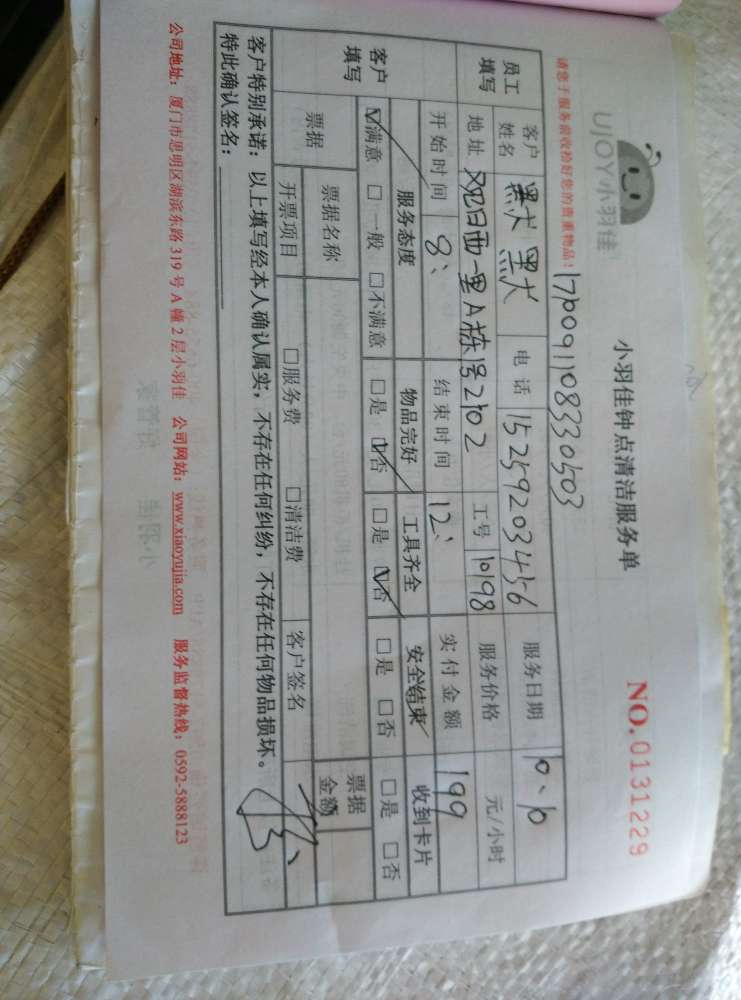 UJOY小羽佳
小羽佳钟点清洁服务单
NO.0131229
请您于服务前收拾好您的贵重物品!
员工填写
客户姓名 黑犬 黑犬 电话 15259203456 服务日期 10、10
地址 西一里A栋 2702 工号 10198 服务价格 元/小时
开始时间 8: 结束时间 12: 实付金额 199
客户填写
服务态度 物品完好 工具齐全 安全结束 收到卡片
☑满意 □一般 □不满意 □是 ☑否 □是 ☑否 □是 □否 □是 □否
票据 票据名称 票据金额
开票项目 □服务费 □清洁费 客户签名
客户特别承诺：以上填写经本人确认属实，不存在任何纠纷，不存在任何物品损坏。
特此确认签名：
公司地址：厦门市思明区湖滨东路319号A幢2层小羽佳 公司网站：www.xiaoyujia.com 服务监督热线：0592-5888123